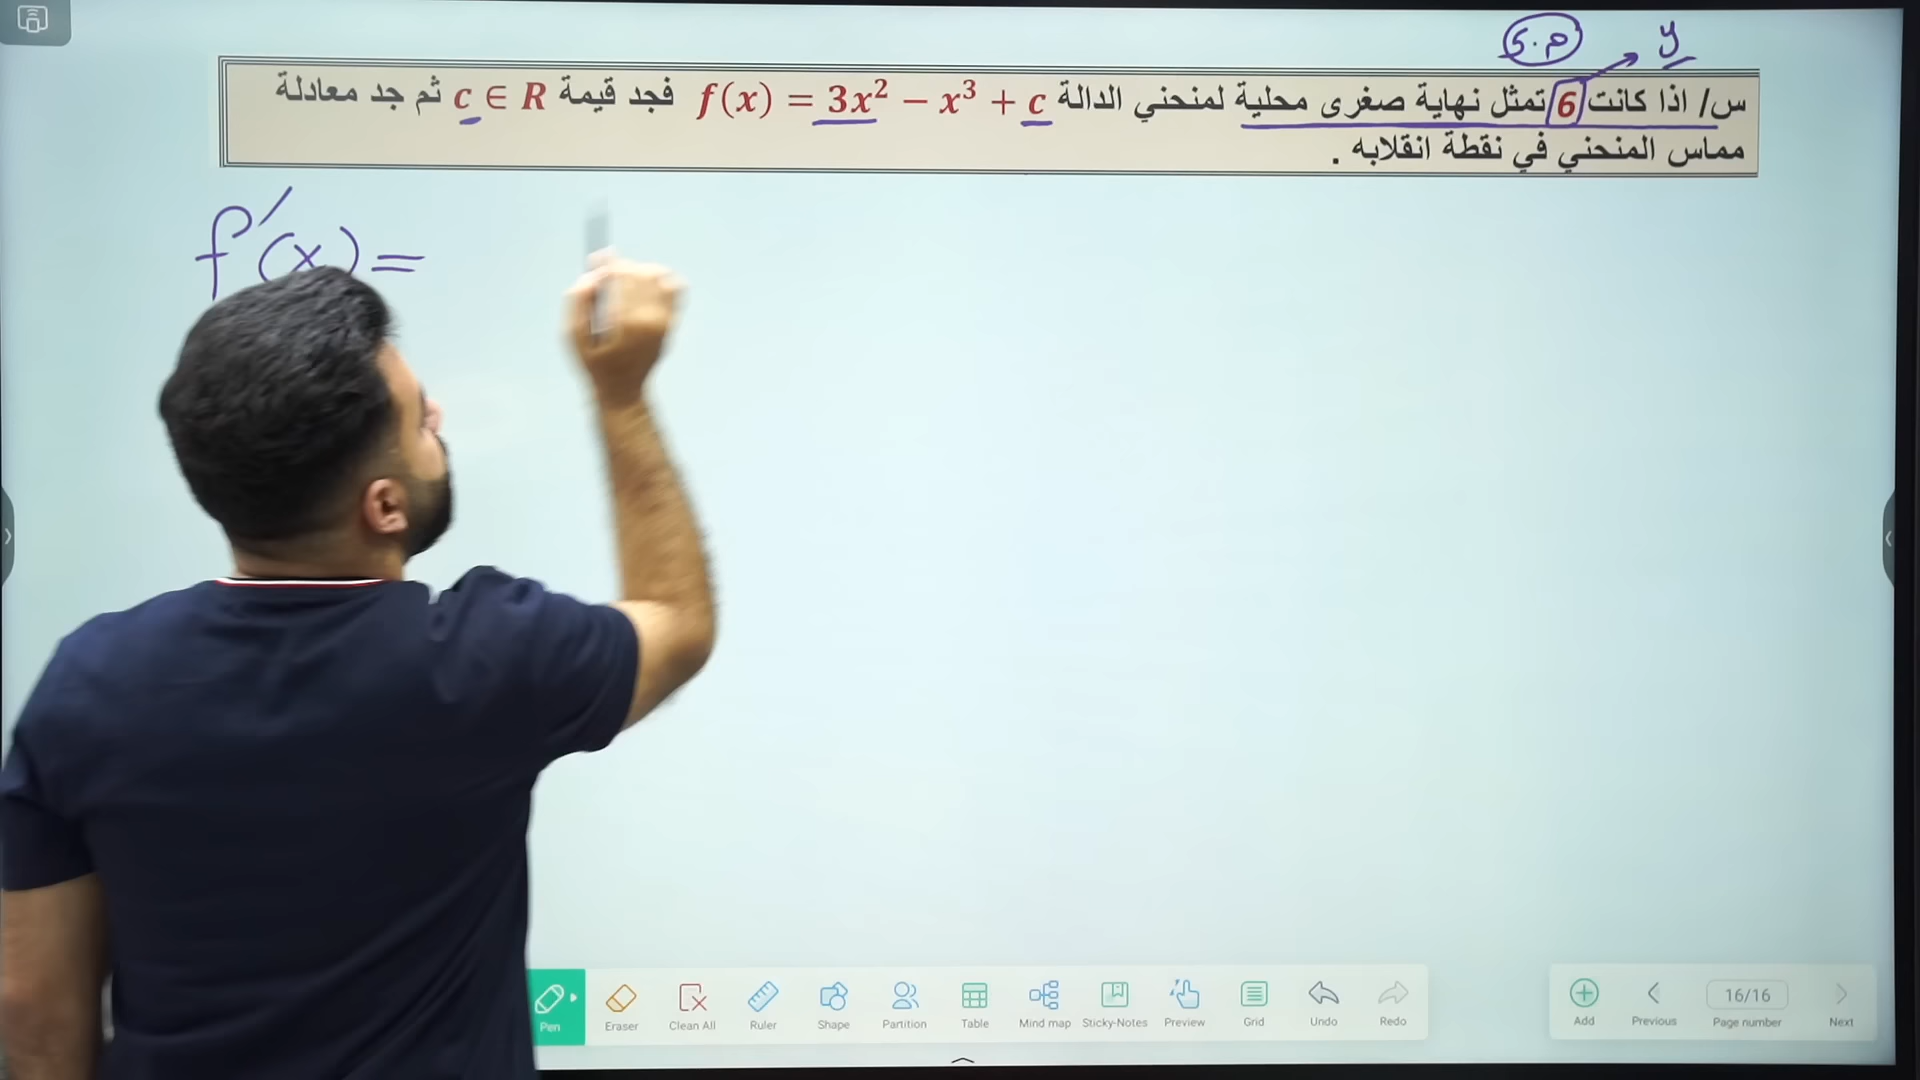 م.ن y
س/ اذا كانت 6 تمثل نهاية صغرى محلية لمنحني الدالة f(x) = 3x² − x³ + c فجد قيمة c ∈ R ثم جد معادلة
مماس المنحني في نقطة انقلابه .
f′(x) =
Pen Eraser Clean All Ruler Shape Partition Table Mind map Sticky-Notes Preview Grid Undo Redo Add Previous 16/16 Page number Next